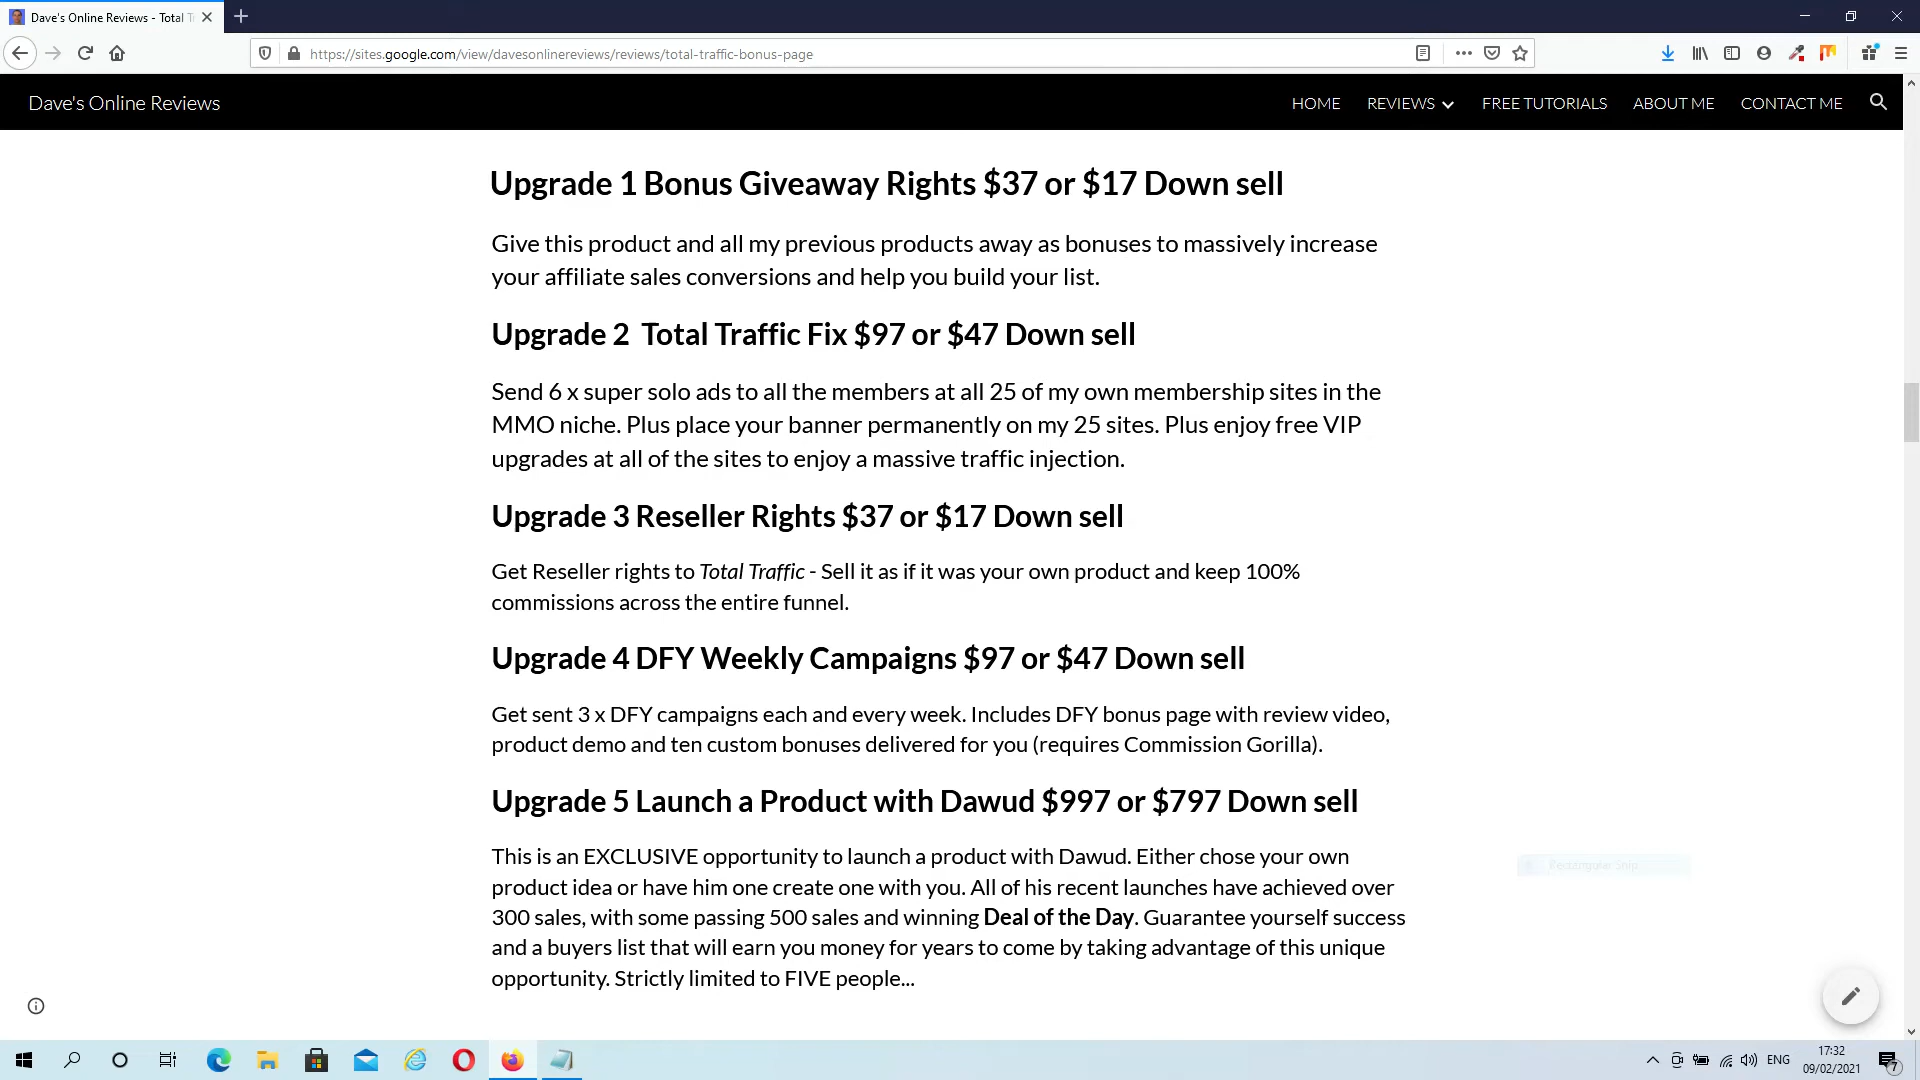 Dave's Online Reviews - Total Tr
https://sites.google.com/view/davesonlinereviews/reviews/total-traffic-bonus-page
Dave's Online Reviews
HOME REVIEWS FREE TUTORIALS ABOUT ME CONTACT ME
Upgrade 1 Bonus Giveaway Rights $37 or $17 Down sell
Give this product and all my previous products away as bonuses to massively increase
your affiliate sales conversions and help you build your list.
Upgrade 2 Total Traffic Fix $97 or $47 Down sell
Send 6 x super solo ads to all the members at all 25 of my own membership sites in the
MMO niche. Plus place your banner permanently on my 25 sites. Plus enjoy free VIP
upgrades at all of the sites to enjoy a massive traffic injection.
Upgrade 3 Reseller Rights $37 or $17 Down sell
Get Reseller rights to Total Traffic - Sell it as if it was your own product and keep 100%
commissions across the entire funnel.
Upgrade 4 DFY Weekly Campaigns $97 or $47 Down sell
Get sent 3 x DFY campaigns each and every week. Includes DFY bonus page with review video,
product demo and ten custom bonuses delivered for you (requires Commission Gorilla).
Upgrade 5 Launch a Product with Dawud $997 or $797 Down sell
This is an EXCLUSIVE opportunity to launch a product with Dawud. Either chose your own
product idea or have him one create one with you. All of his recent launches have achieved over
300 sales, with some passing 500 sales and winning Deal of the Day. Guarantee yourself success
and a buyers list that will earn you money for years to come by taking advantage of this unique
opportunity. Strictly limited to FIVE people...
Rectangular Snip
ENG
17:32
09/02/2021
7